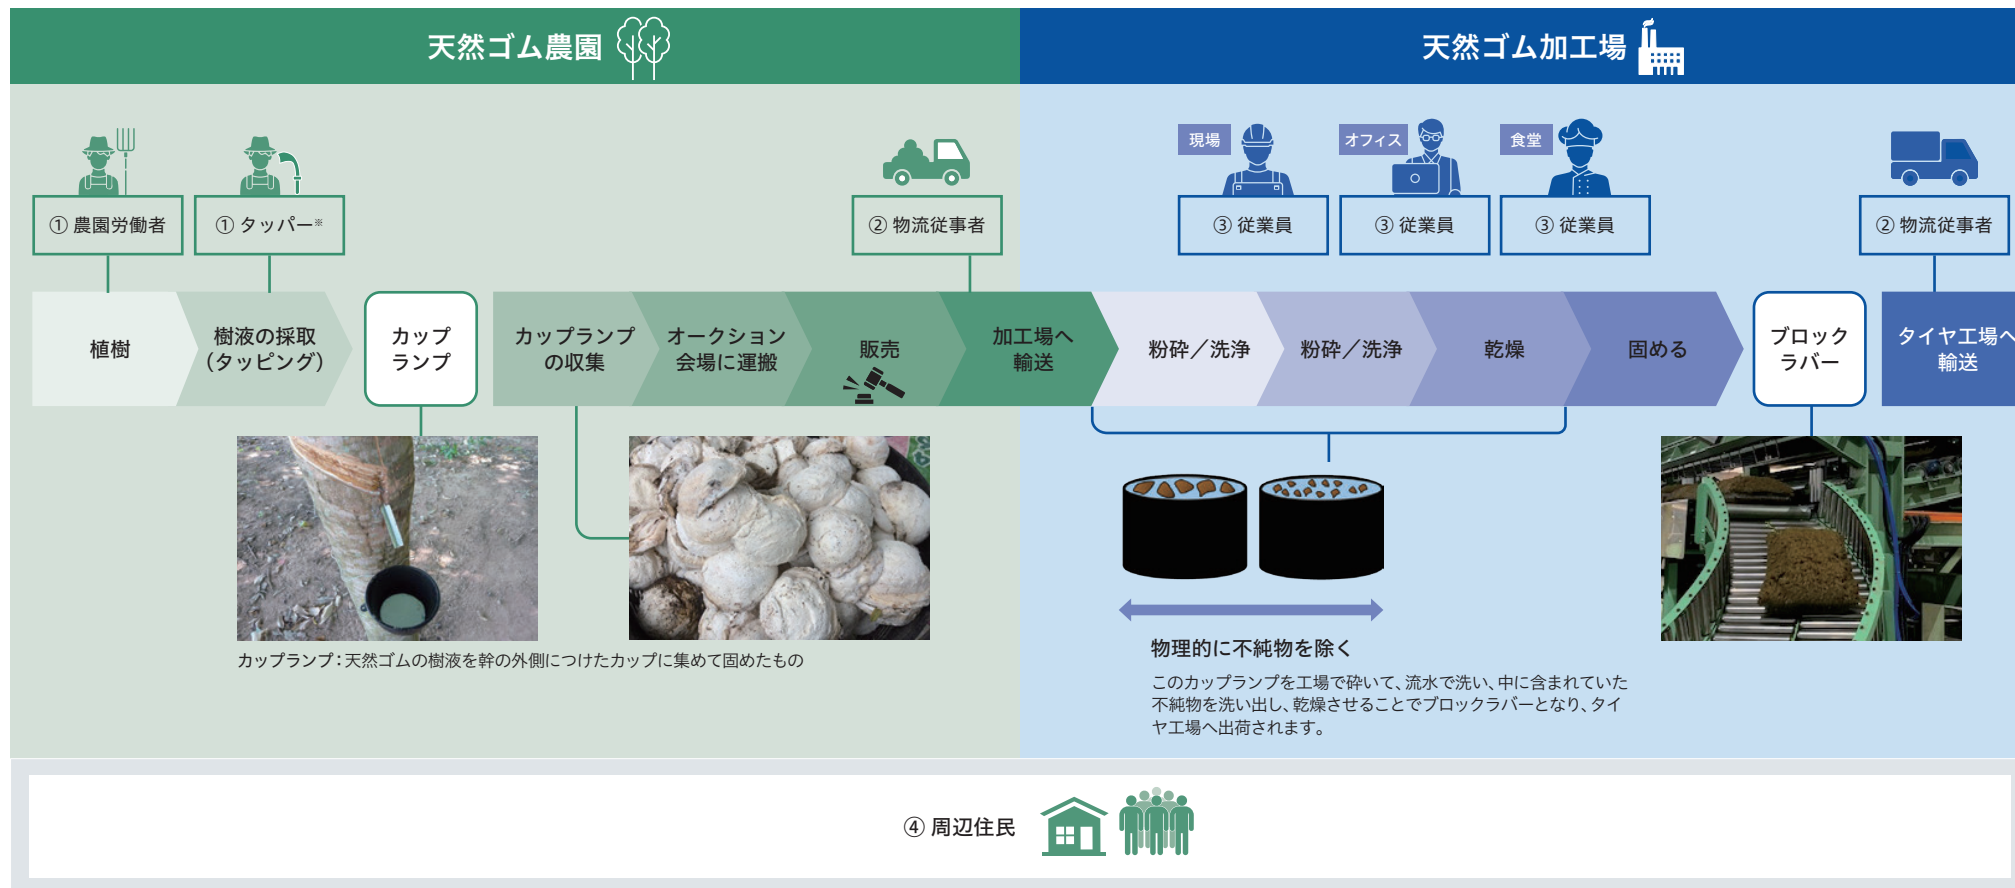 天然ゴム農園
天然ゴム加工場
現場
オフィス
食堂
① 農園労働者
① タッパー※
② 物流従事者
③ 従業員
③ 従業員
③ 従業員
② 物流従事者
植樹
樹液の採取
(タッピング)
カップ
ランプ
カップランプ
の収集
オークション
会場に運搬
販売
加工場へ
輸送
粉砕／洗浄
粉砕／洗浄
乾燥
固める
ブロック
ラバー
タイヤ工場へ
輸送
カップランプ：天然ゴムの樹液を幹の外側につけたカップに集めて固めたもの
物理的に不純物を除く
このカップランプを工場で砕いて、流水で洗い、中に含まれていた
不純物を洗い出し、乾燥させることでブロックラバーとなり、タイ
ヤ工場へ出荷されます。
④ 周辺住民